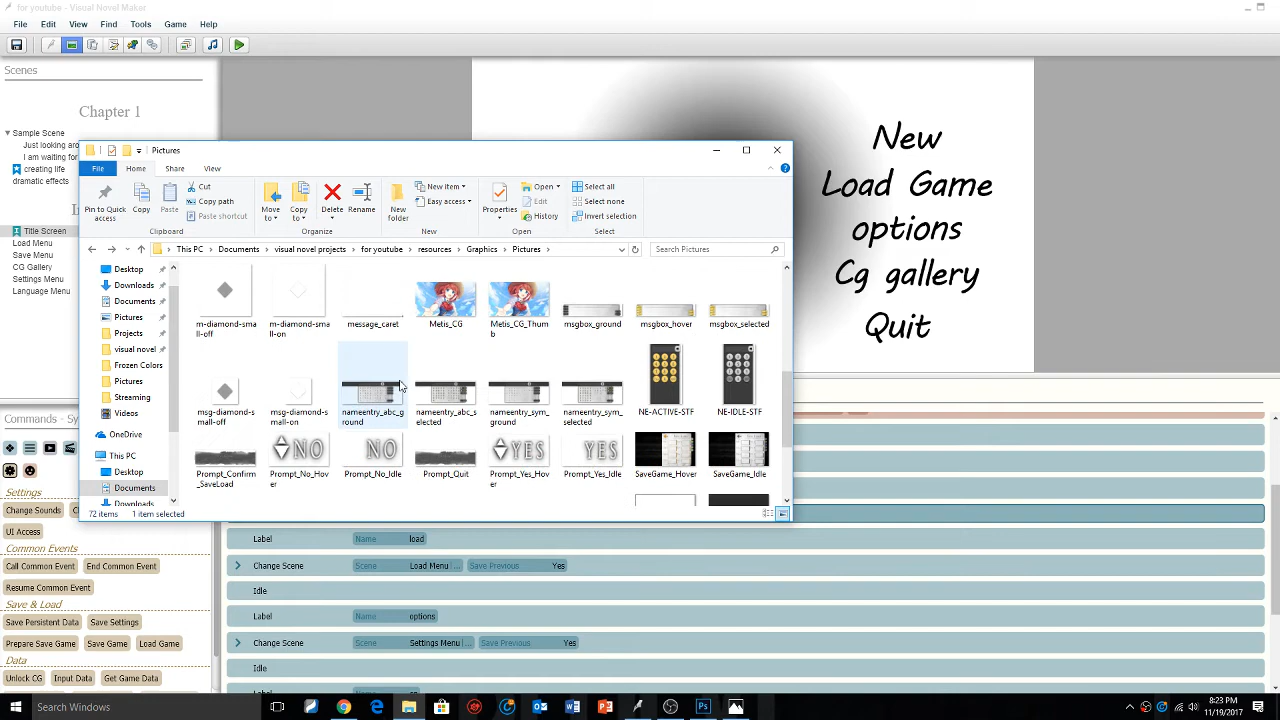 for youtube - Visual Novel Maker
File Edit View Find Tools Game Help
Scenes
Chapter 1
Sample Scene
Just looking aro
I am waiting for
creating life
dramatic effects
Title Screen
Load Menu
Save Menu
CG Gallery
Settings Menu
Language Menu
New
Load Game
options
Cg gallery
Quit
Pictures
File Home Share View
Pin to Quick access
Copy
Paste
Cut
Copy path
Paste shortcut
Clipboard
Move to
Copy to
Delete
Rename
Organize
New folder
New item
Easy access
New
Properties
Open
Edit
History
Open
Select all
Select none
Invert selection
Select
This PC > Documents > visual novel projects > for youtube > resources > Graphics > Pictures >
Search Pictures
Desktop
Downloads
Documents
Pictures
Projects
visual novel
Frozen Colors
Pictures
Streaming
Videos
OneDrive
This PC
Desktop
Documents
Downloads
m-diamond-small-off
m-diamond-small-on
message_caret
Metis_CG
Metis_CG_Thumb
msgbox_ground
msgbox_hover
msgbox_selected
msg-diamond-small-off
msg-diamond-small-on
nameentry_abc_ground
nameentry_abc_selected
nameentry_sym_ground
nameentry_sym_selected
NE-ACTIVE-STF
NE-IDLE-STF
NO
NO
YES
YES
Prompt_Confirm_SaveLoad
Prompt_No_Hover
Prompt_No_Idle
Prompt_Quit
Prompt_Yes_Hover
Prompt_Yes_Idle
SaveGame_Hover
SaveGame_Idle
72 items 1 item selected
Commands -
Settings
Change Sounds
UI Access
Common Events
Call Common Event End Common Event
Resume Common Event
Save & Load
Save Persistent Data Save Settings
Prepare Save Game Save Game Load Game
Data
Unlock CG Input Data Get Game Data
Label Name load
Change Scene Scene Load Menu ... Save Previous Yes
Idle
Label Name options
Change Scene Scene Settings Menu ... Save Previous Yes
Idle
Search Windows
8:23 PM
11/19/2017